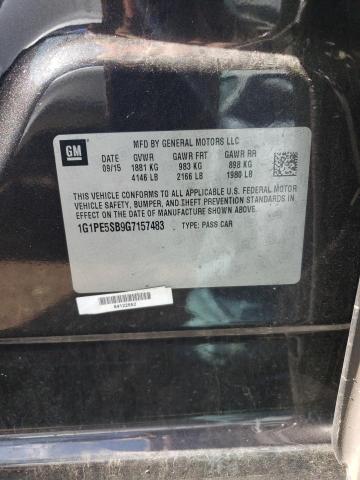 GM
MFD BY GENERAL MOTORS LLC
DATE GVWR GAWR FRT GAWR RR
09/15 1881 KG 983 KG 898 KG
4146 LB 2166 LB 1980 LB
THIS VEHICLE CONFORMS TO ALL APPLICABLE U.S. FEDERAL MOTOR
VEHICLE SAFETY, BUMPER, AND THEFT PREVENTION STANDARDS
IN EFFECT ON THE DATE OF MANUFACTURE SHOWN ABOVE.
1G1PE5SB9G7157483 TYPE: PASS CAR